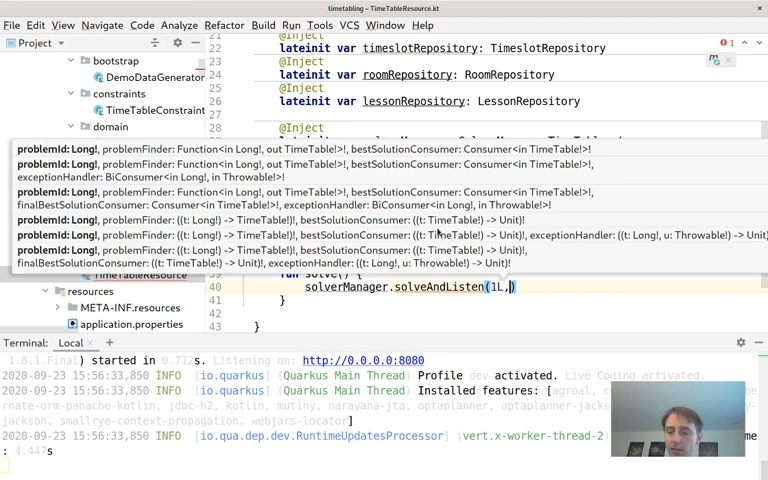 timetabling – TimeTableResource.kt
File Edit View Navigate Code Analyze Refactor Build Run Tools VCS Window Help
Project
bootstrap
DemoDataGenerator
constraints
TimeTableConstraint
domain
TimeTableResource
resources
META-INF.resources
application.properties
21 @Inject
22 lateinit var timeslotRepository: TimeslotRepository
23 @Inject
24 lateinit var roomRepository: RoomRepository
25 @Inject
26 lateinit var lessonRepository: LessonRepository
27
28 @Inject
1
problemId: Long!, problemFinder: Function<in Long!, out TimeTable!>!, bestSolutionConsumer: Consumer<in TimeTable!>!
problemId: Long!, problemFinder: Function<in Long!, out TimeTable!>!, bestSolutionConsumer: Consumer<in TimeTable!>!,
exceptionHandler: BiConsumer<in Long!, in Throwable!>!
problemId: Long!, problemFinder: Function<in Long!, out TimeTable!>!, bestSolutionConsumer: Consumer<in TimeTable!>!,
finalBestSolutionConsumer: Consumer<in TimeTable!>!, exceptionHandler: BiConsumer<in Long!, in Throwable!>!
problemId: Long!, problemFinder: ((t: Long!) -> TimeTable!)!, bestSolutionConsumer: ((t: TimeTable!) -> Unit)!
problemId: Long!, problemFinder: ((t: Long!) -> TimeTable!)!, bestSolutionConsumer: ((t: TimeTable!) -> Unit)!, exceptionHandler: ((t: Long!, u: Throwable!) -> Unit)
problemId: Long!, problemFinder: ((t: Long!) -> TimeTable!)!, bestSolutionConsumer: ((t: TimeTable!) -> Unit)!,
finalBestSolutionConsumer: ((t: TimeTable!) -> Unit)!, exceptionHandler: ((t: Long!, u: Throwable!) -> Unit)!
39 fun solve() {
40 solverManager.solveAndListen(1L,)
41 }
42
43 }
Terminal: Local
1.8.1.Final) started in 0.712s. Listening on: http://0.0.0.0:8080
2020-09-23 15:56:33,850 INFO [io.quarkus] (Quarkus Main Thread) Profile dev activated. Live Coding activated.
2020-09-23 15:56:33,850 INFO [io.quarkus] (Quarkus Main Thread) Installed features: [agroal,
rnate-orm-panache-kotlin, jdbc-h2, kotlin, mutiny, narayana-jta, optaplanner, optaplanner-jacks
-jackson, smallrye-context-propagation, webjars-locator]
2020-09-23 15:56:33,850 INFO [io.qua.dep.dev.RuntimeUpdatesProcessor] (vert.x-worker-thread-2)
: 4.447s